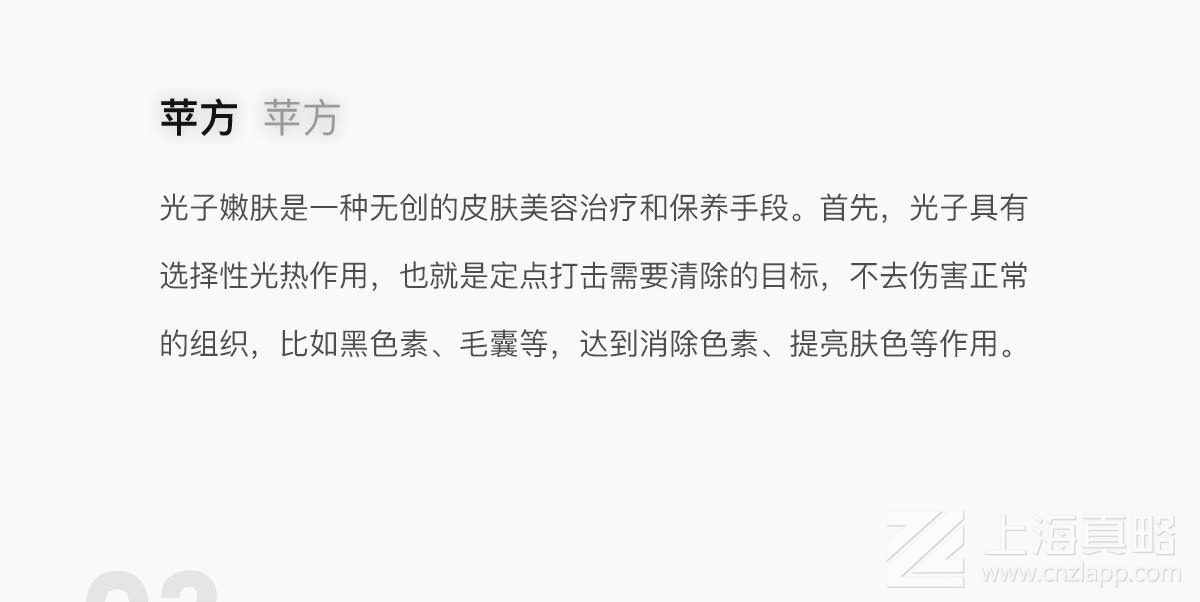 苹方 苹方
光子嫩肤是一种无创的皮肤美容治疗和保养手段。首先，光子具有
选择性光热作用，也就是定点打击需要清除的目标，不去伤害正常
的组织，比如黑色素、毛囊等，达到消除色素、提亮肤色等作用。
上海真略
www.cnzlapp.com